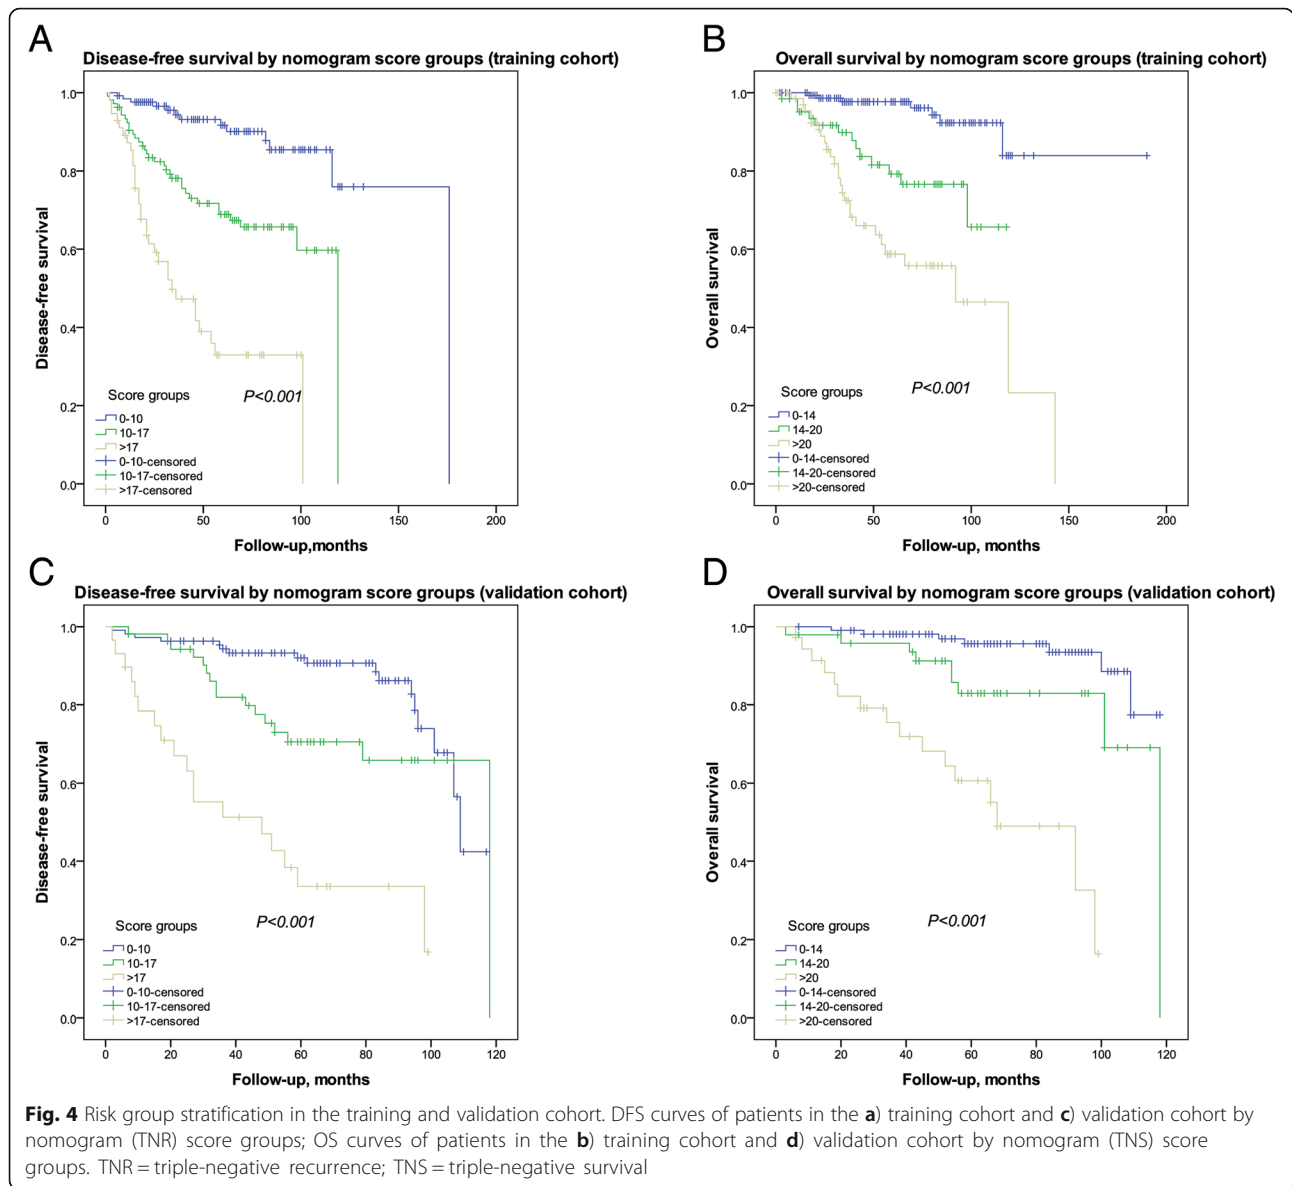 A
Disease-free survival by nomogram score groups (training cohort)
Disease-free survival
1.0
0.8
0.6
0.4
0.2
0.0
Score groups
0-10
10-17
>17
0-10-censored
10-17-censored
>17-censored
P<0.001
0 50 100 150 200
Follow-up,months
B
Overall survival by nomogram score groups (training cohort)
Overall survival
1.0
0.8
0.6
0.4
0.2
0.0
Score groups
0-14
14-20
>20
0-14-censored
14-20-censored
>20-censored
P<0.001
0 50 100 150 200
Follow-up, months
C
Disease-free survival by nomogram score groups (validation cohort)
Disease-free survival
1.0
0.8
0.6
0.4
0.2
0.0
Score groups
0-10
10-17
>17
0-10-censored
10-17-censored
>17-censored
P<0.001
0 20 40 60 80 100 120
Follow-up, months
D
Overall survival by nomogram score groups (validation cohort)
Overall survival
1.0
0.8
0.6
0.4
0.2
0.0
Score groups
0-14
14-20
>20
0-14-censored
14-20-censored
>20-censored
P<0.001
0 20 40 60 80 100 120
Follow-up, months
Fig. 4 Risk group stratification in the training and validation cohort. DFS curves of patients in the a) training cohort and c) validation cohort by
nomogram (TNR) score groups; OS curves of patients in the b) training cohort and d) validation cohort by nomogram (TNS) score
groups. TNR = triple-negative recurrence; TNS = triple-negative survival